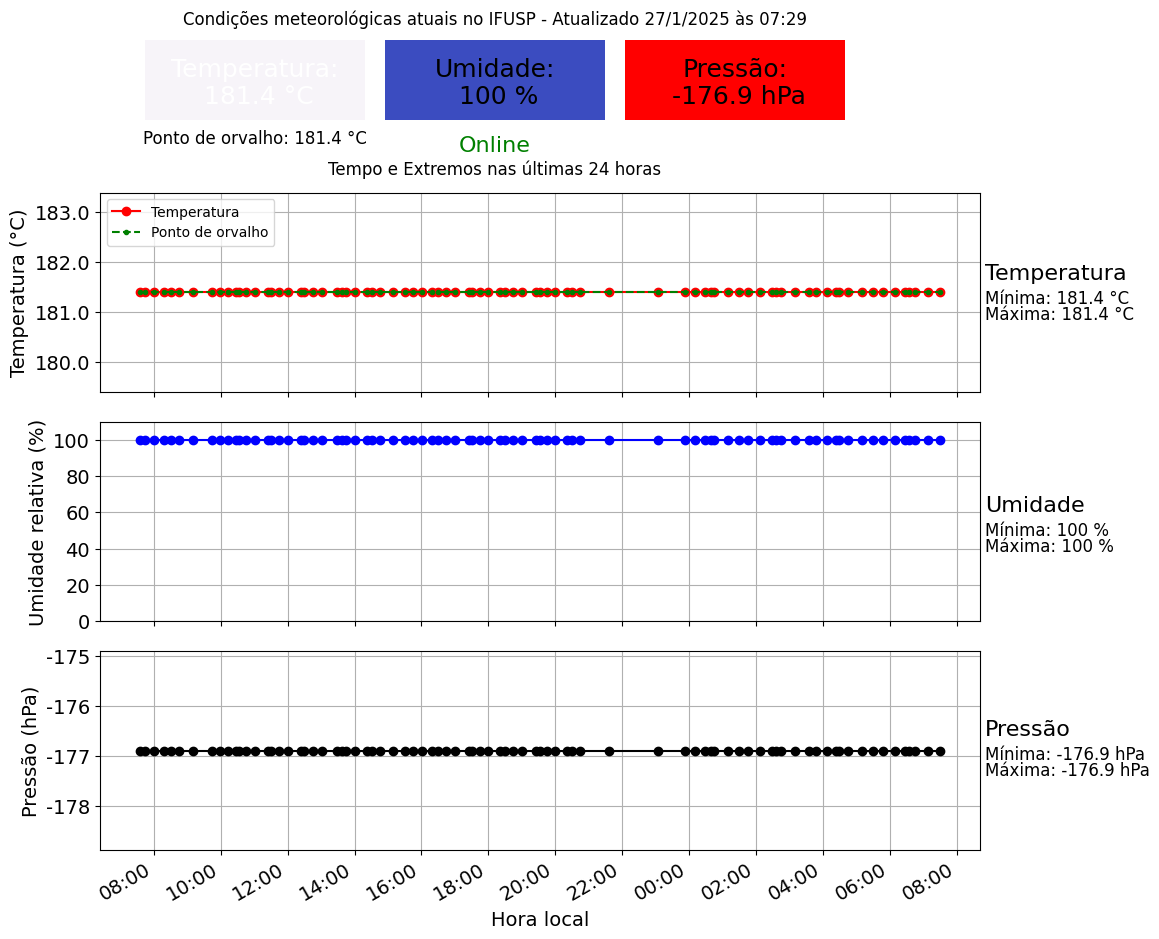 Condições meteorológicas atuais no IFUSP - Atualizado 27/1/2025 às 07:29
Temperatura:
181.4 °C
Umidade:
100 %
Pressão:
-176.9 hPa
Ponto de orvalho: 181.4 °C
Online
Tempo e Extremos nas últimas 24 horas
Temperatura (°C)
183.0
182.0
181.0
180.0
Temperatura
Ponto de orvalho
Temperatura
Mínima: 181.4 °C
Máxima: 181.4 °C
Umidade relativa (%)
100
80
60
40
20
0
Umidade
Mínima: 100 %
Máxima: 100 %
Pressão (hPa)
-175
-176
-177
-178
Pressão
Mínima: -176.9 hPa
Máxima: -176.9 hPa
08:00 10:00 12:00 14:00 16:00 18:00 20:00 22:00 00:00 02:00 04:00 06:00 08:00
Hora local